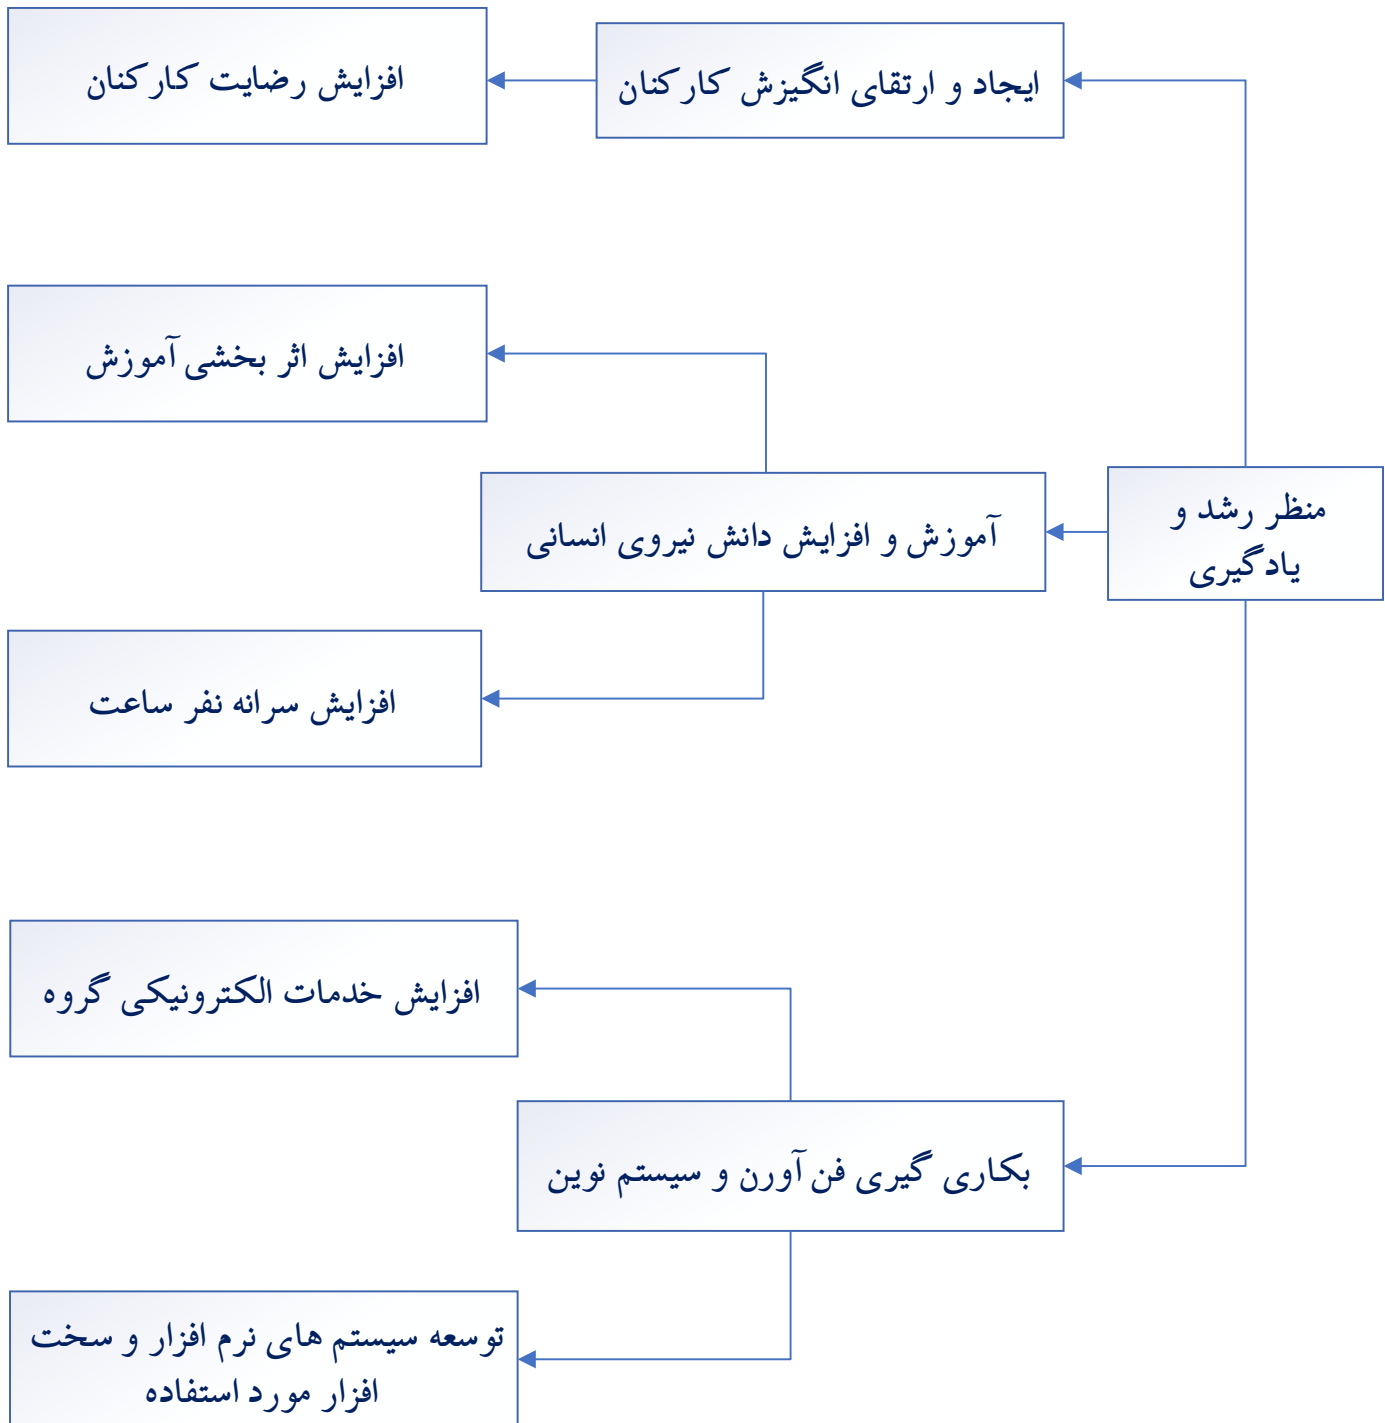 ایجاد و ارتقای انگیزش کارکنان
افزایش رضایت کارکنان
افزایش اثر بخشی آموزش
منظر رشد و
یادگیری
آموزش و افزایش دانش نیروی انسانی
افزایش سرانه نفر ساعت
افزایش خدمات الکترونیکی گروه
بکاری گیری فن آورن و سیستم نوین
توسعه سیستم های نرم افزار و سخت
افزار مورد استفاده